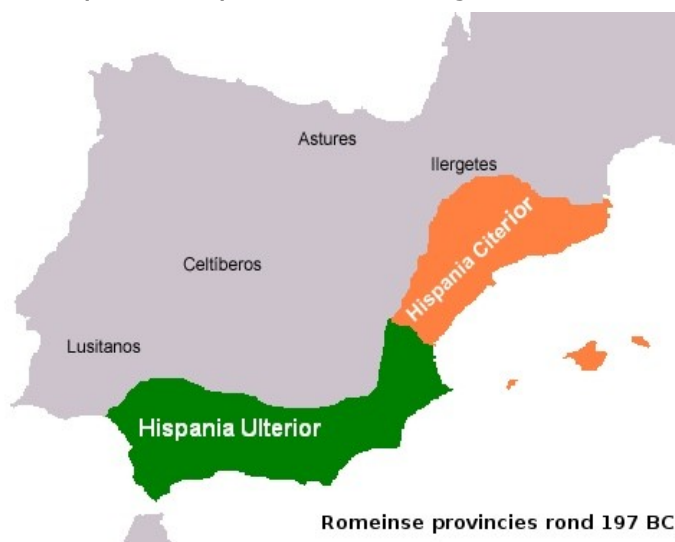 Astures
Ilergetes
Hispania Citerior
Celtíberos
Lusitanos
Hispania Ulterior
Romeinse provincies rond 197 BC